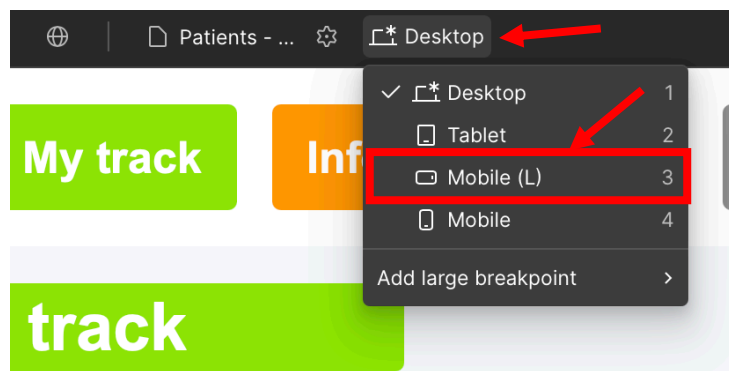 Patients - ... Desktop
Desktop 1
Tablet 2
Mobile (L) 3
Mobile 4
Add large breakpoint
My track
Inf
track